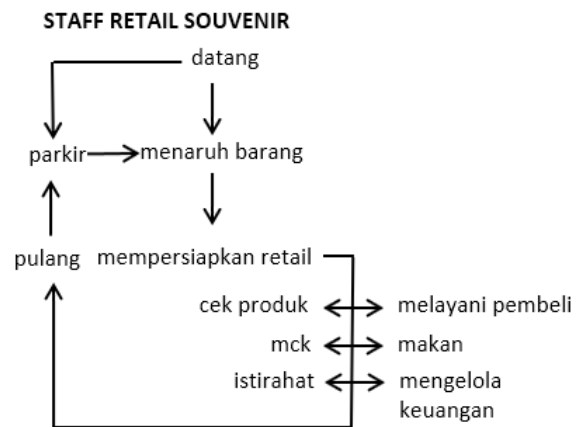 STAFF RETAIL SOUVENIR
datang
parkir
menaruh barang
pulang
mempersiapkan retail
cek produk
melayani pembeli
mck
makan
istirahat
mengelola
keuangan